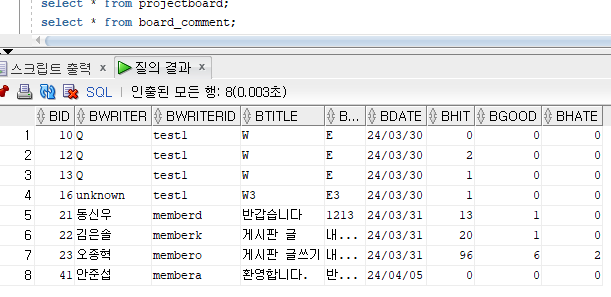 select * from projectboard;
select * from board_comment;
스크립트 출력 × 질의 결과 ×
SQL | 인출된 모든 행: 8(0.003초)
BID BWRITER BWRITERID BTITLE B... BDATE BHIT BGOOD BHATE
1 10 Q test1 W E 24/03/30 0 0 0
2 12 Q test1 W E 24/03/30 2 0 0
3 13 Q test1 W E 24/03/30 1 0 0
4 16 unknown test1 W3 E3 24/03/30 1 0 0
5 21 동신우 memberd 반갑습니다 1213 24/03/31 13 1 0
6 22 김은솔 memberk 게시판 글 내... 24/03/31 20 1 0
7 23 오종혁 membero 게시판 글쓰기 내... 24/03/31 96 6 2
8 41 안준섭 membera 환영합니다. 반... 24/04/05 0 0 0